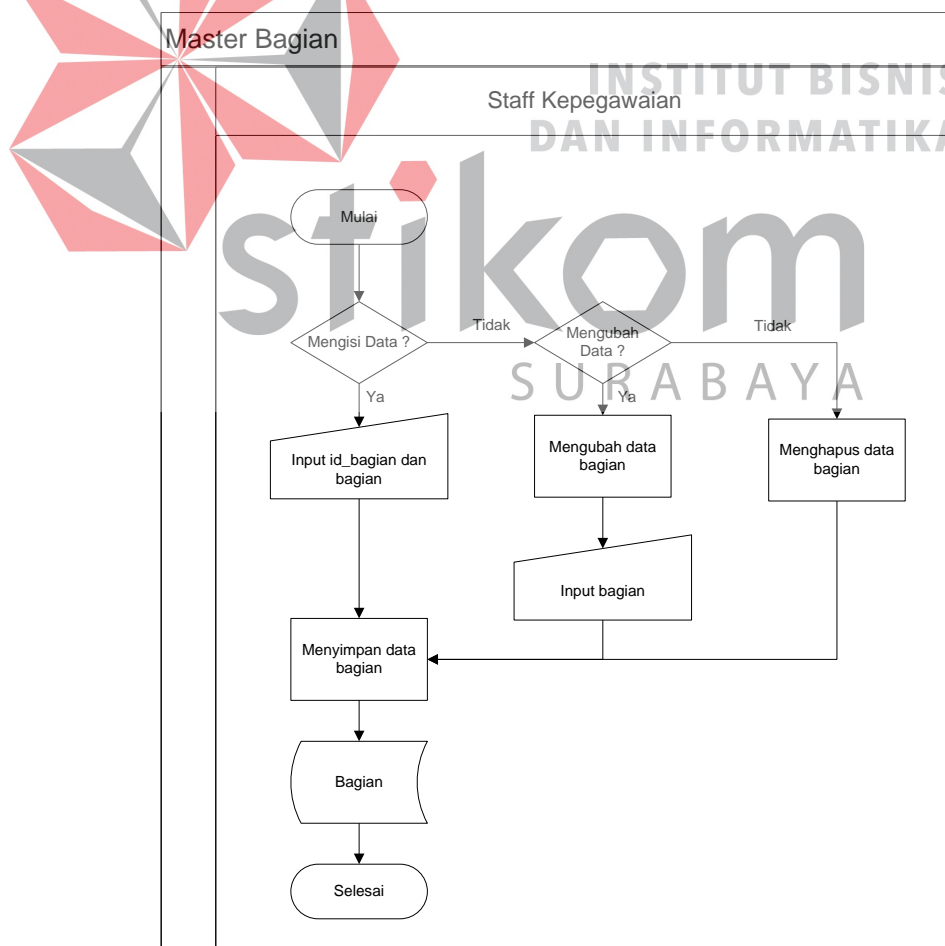 Master Bagian
INSTITUT BISNIS
Staff Kepegawaian
DAN INFORMATIKA
Mulai
stikom
SURABAYA
Mengisi Data ?
Tidak
Mengubah
Data ?
Tidak
Ya
Ya
Input id_bagian dan
bagian
Mengubah data
bagian
Menghapus data
bagian
Input bagian
Menyimpan data
bagian
Bagian
Selesai